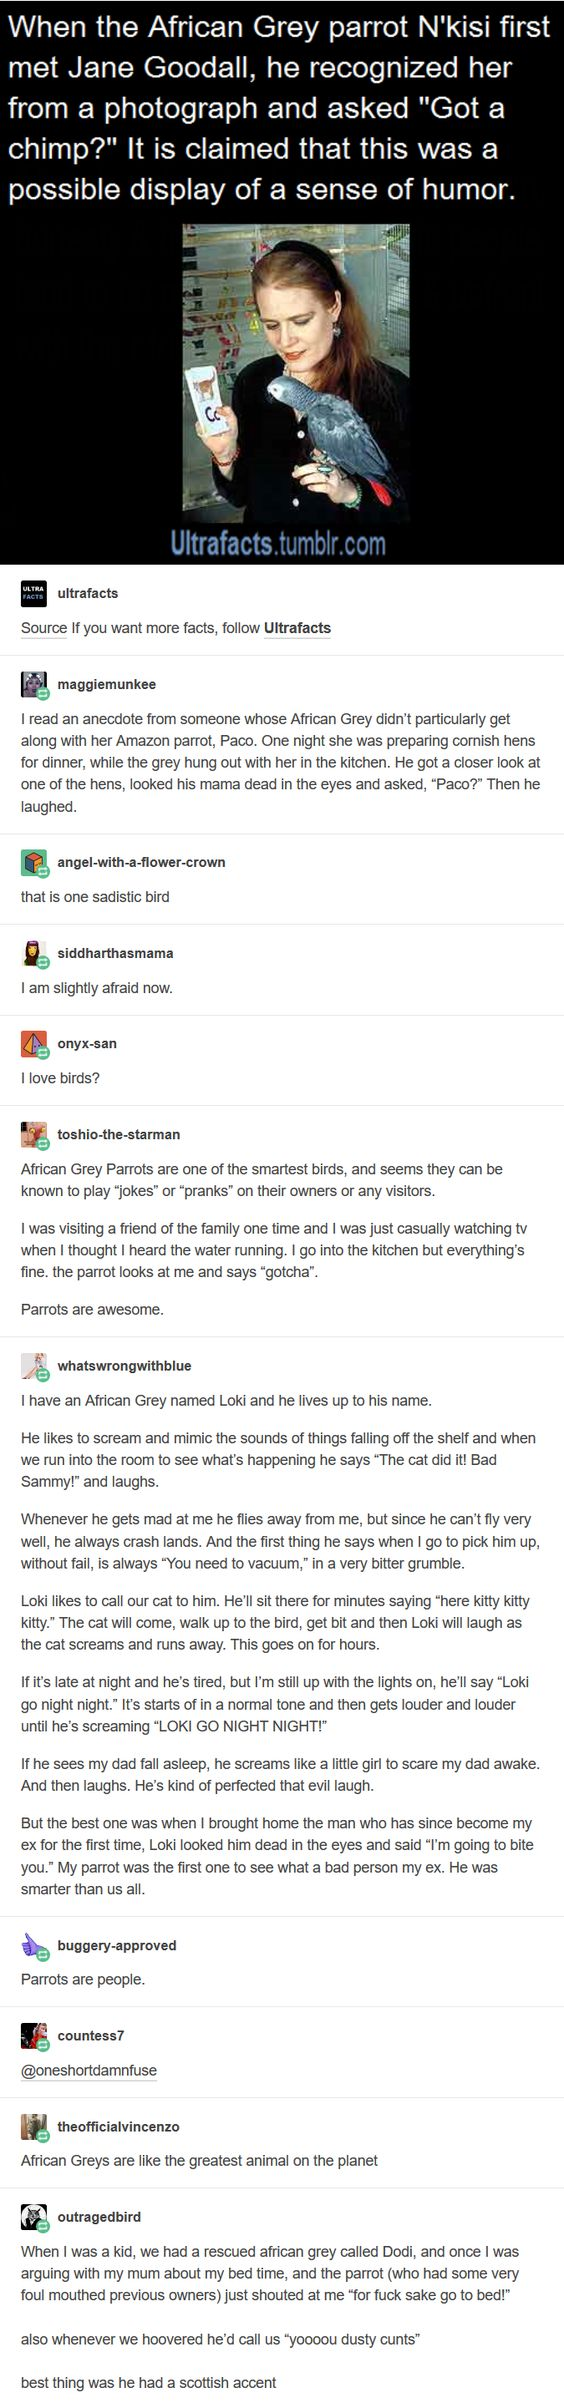 When the African Grey parrot N'kisi first
met Jane Goodall, he recognized her
from a photograph and asked "Got a
chimp?" It is claimed that this was a
possible display of a sense of humor.
Cc
Ultrafacts.tumblr.com
ULTRA
FACTS
ultrafacts
Source If you want more facts, follow Ultrafacts
maggiemunkee
I read an anecdote from someone whose African Grey didn’t particularly get
along with her Amazon parrot, Paco. One night she was preparing cornish hens
for dinner, while the grey hung out with her in the kitchen. He got a closer look at
one of the hens, looked his mama dead in the eyes and asked, “Paco?” Then he
laughed.
angel-with-a-flower-crown
that is one sadistic bird
siddharthasmama
I am slightly afraid now.
onyx-san
I love birds?
toshio-the-starman
African Grey Parrots are one of the smartest birds, and seems they can be
known to play “jokes” or “pranks” on their owners or any visitors.
I was visiting a friend of the family one time and I was just casually watching tv
when I thought I heard the water running. I go into the kitchen but everything’s
fine. the parrot looks at me and says “gotcha”.
Parrots are awesome.
whatswrongwithblue
I have an African Grey named Loki and he lives up to his name.
He likes to scream and mimic the sounds of things falling off the shelf and when
we run into the room to see what’s happening he says “The cat did it! Bad
Sammy!” and laughs.
Whenever he gets mad at me he flies away from me, but since he can’t fly very
well, he always crash lands. And the first thing he says when I go to pick him up,
without fail, is always “You need to vacuum,” in a very bitter grumble.
Loki likes to call our cat to him. He’ll sit there for minutes saying “here kitty kitty
kitty.” The cat will come, walk up to the bird, get bit and then Loki will laugh as
the cat screams and runs away. This goes on for hours.
If it’s late at night and he’s tired, but I’m still up with the lights on, he’ll say “Loki
go night night.” It’s starts of in a normal tone and then gets louder and louder
until he’s screaming “LOKI GO NIGHT NIGHT!”
If he sees my dad fall asleep, he screams like a little girl to scare my dad awake.
And then laughs. He’s kind of perfected that evil laugh.
But the best one was when I brought home the man who has since become my
ex for the first time, Loki looked him dead in the eyes and said “I’m going to bite
you.” My parrot was the first one to see what a bad person my ex. He was
smarter than us all.
buggery-approved
Parrots are people.
countess7
@oneshortdamnfuse
theofficialvincenzo
African Greys are like the greatest animal on the planet
outragedbird
When I was a kid, we had a rescued african grey called Dodi, and once I was
arguing with my mum about my bed time, and the parrot (who had some very
foul mouthed previous owners) just shouted at me “for fuck sake go to bed!”
also whenever we hoovered he’d call us “yoooou dusty cunts”
best thing was he had a scottish accent